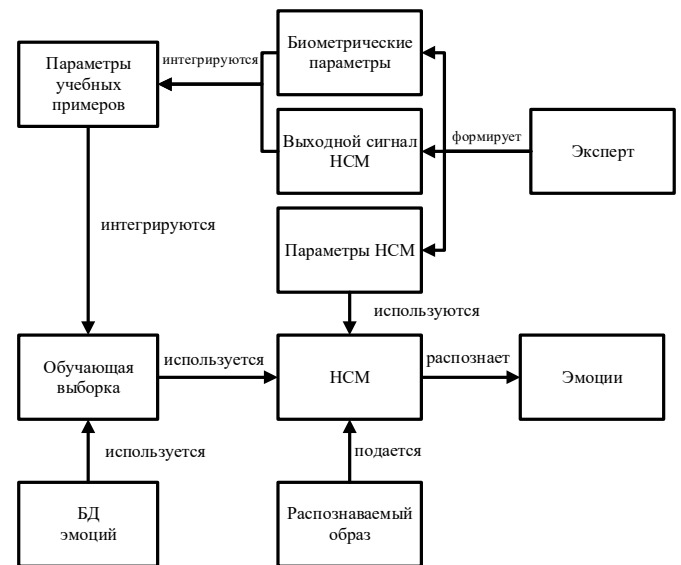 Биометрические
параметры
интегрируются
Параметры
учебных
примеров
Выходной сигнал
НСМ
формирует
Эксперт
интегрируются
Параметры НСМ
используются
Обучающая
выборка
используется
НСМ
распознает
Эмоции
используется
подается
БД
эмоций
Распознаваемый
образ